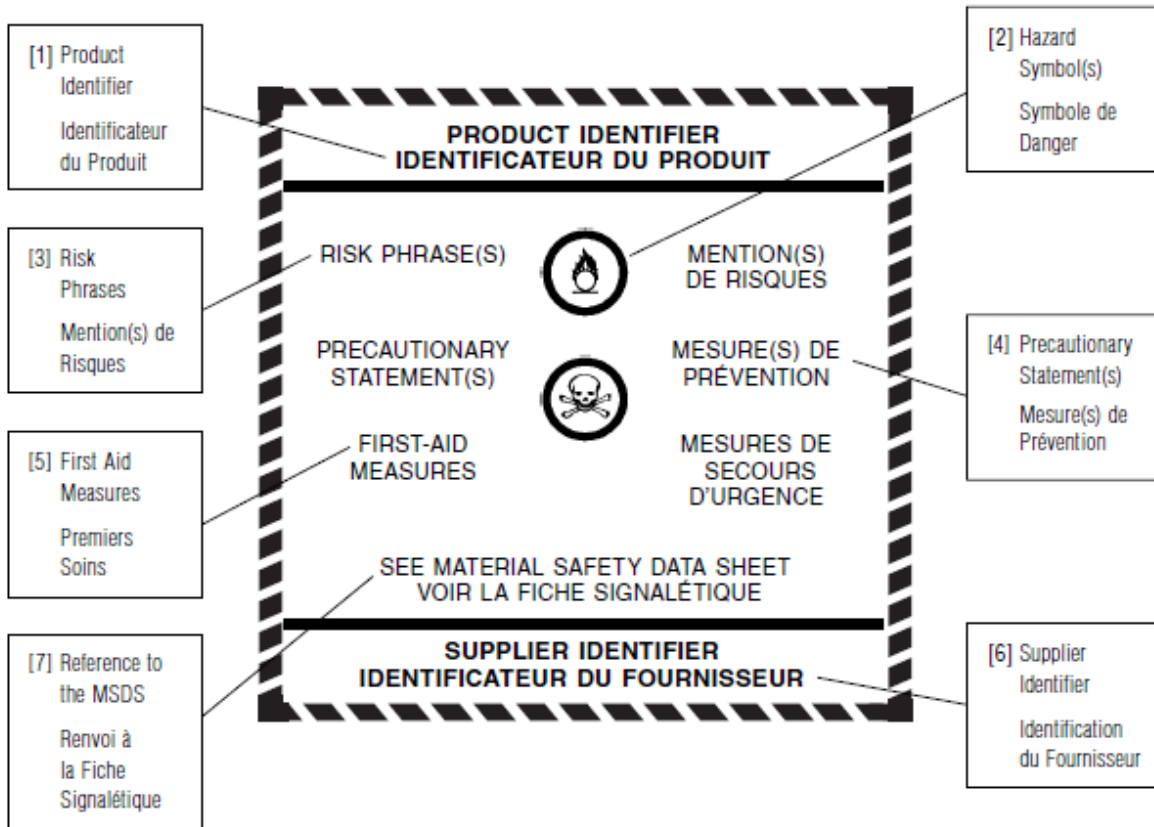 [1] Product
Identifier
Identificateur
du Produit
[2] Hazard
Symbol(s)
Symbole de
Danger
PRODUCT IDENTIFIER
IDENTIFICATEUR DU PRODUIT
[3] Risk
Phrases
Mention(s) de
Risques
RISK PHRASE(S)
MENTION(S)
DE RISQUES
PRECAUTIONARY
STATEMENT(S)
MESURE(S) DE
PRÉVENTION
[4] Precautionary
Statement(s)
Mesure(s) de
Prévention
[5] First Aid
Measures
Premiers
Soins
FIRST-AID
MEASURES
MESURES DE
SECOURS
D'URGENCE
SEE MATERIAL SAFETY DATA SHEET
VOIR LA FICHE SIGNALÉTIQUE
[7] Reference to
the MSDS
Renvoi à
la Fiche
Signalétique
SUPPLIER IDENTIFIER
IDENTIFICATEUR DU FOURNISSEUR
[6] Supplier
Identifier
Identification
du Fournisseur